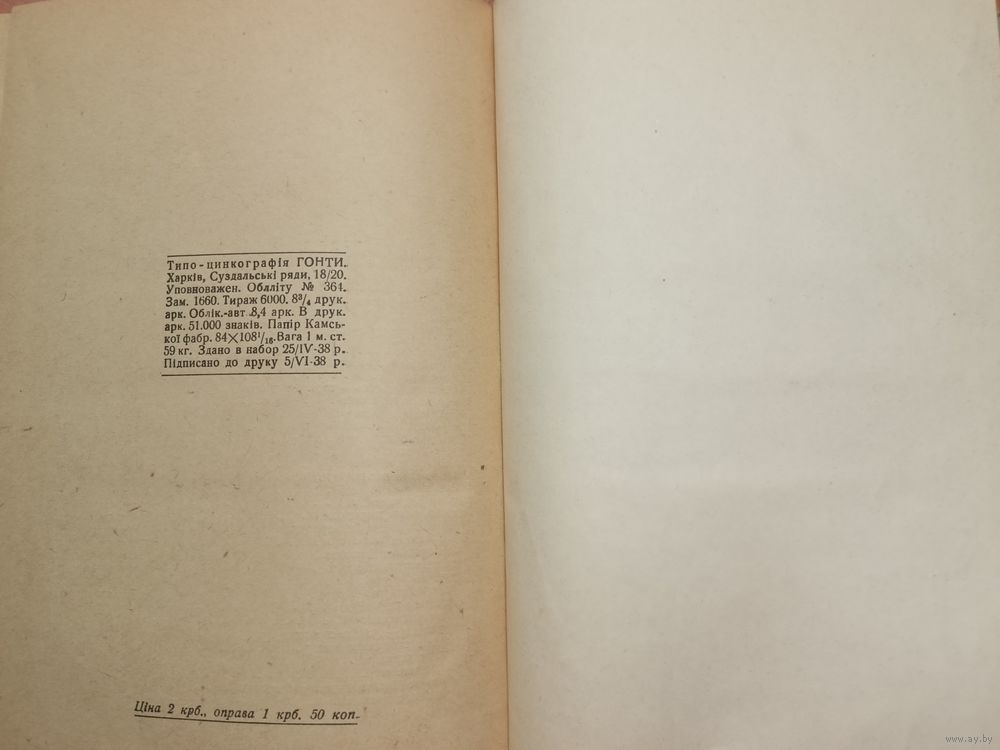 Типо-цинкографія ГОНТИ.
Харків, Суздальські ряди, 18/20.
Уповноважен. Обліту № 364.
Зам. 1660. Тираж 6000. 8³/₄ друк.
арк. Облік.-авт 8,4 арк. В друк.
арк. 51.000 знаків. Папір Камсь-
кої фабр. 84×108¹/₁₆. Вага 1 м. ст.
59 кг. Здано в набор 25/IV-38 р.
Підписано до друку 5/VI-38 р.
Ціна 2 крб., оправа 1 крб. 50 коп.
www.ay.by